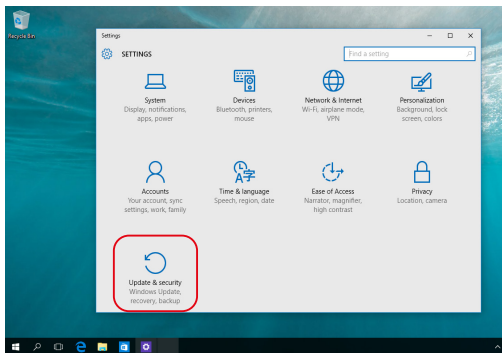 Recycle Bin
Settings
SETTINGS
Find a setting
System
Display, notifications,
apps, power
Devices
Bluetooth, printers,
mouse
Network & Internet
Wi-Fi, airplane mode,
VPN
Personalization
Background, lock
screen, colors
Accounts
Your account, sync
settings, work, family
Time & language
Speech, region, date
Ease of Access
Narrator, magnifier,
high contrast
Privacy
Location, camera
Update & security
Windows Update,
recovery, backup